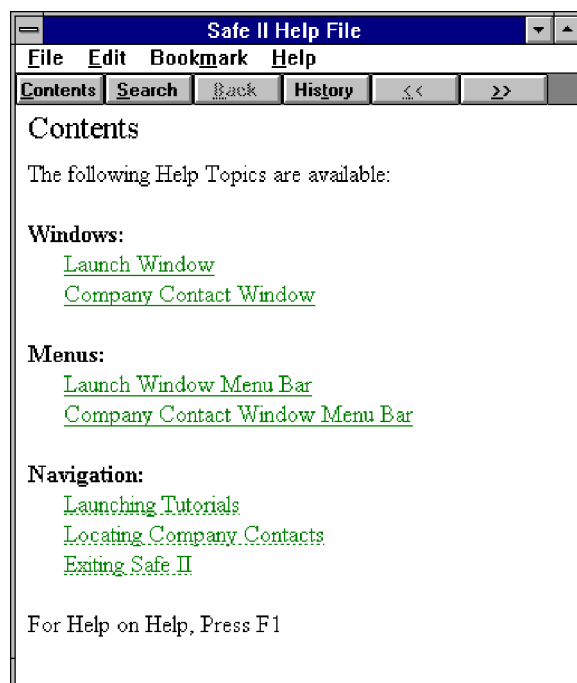 Safe II Help File
File Edit Bookmark Help
Contents Search Back History << >>
Contents
The following Help Topics are available:
Windows:
Launch Window
Company Contact Window
Menus:
Launch Window Menu Bar
Company Contact Window Menu Bar
Navigation:
Launching Tutorials
Locating Company Contacts
Exiting Safe II
For Help on Help, Press F1